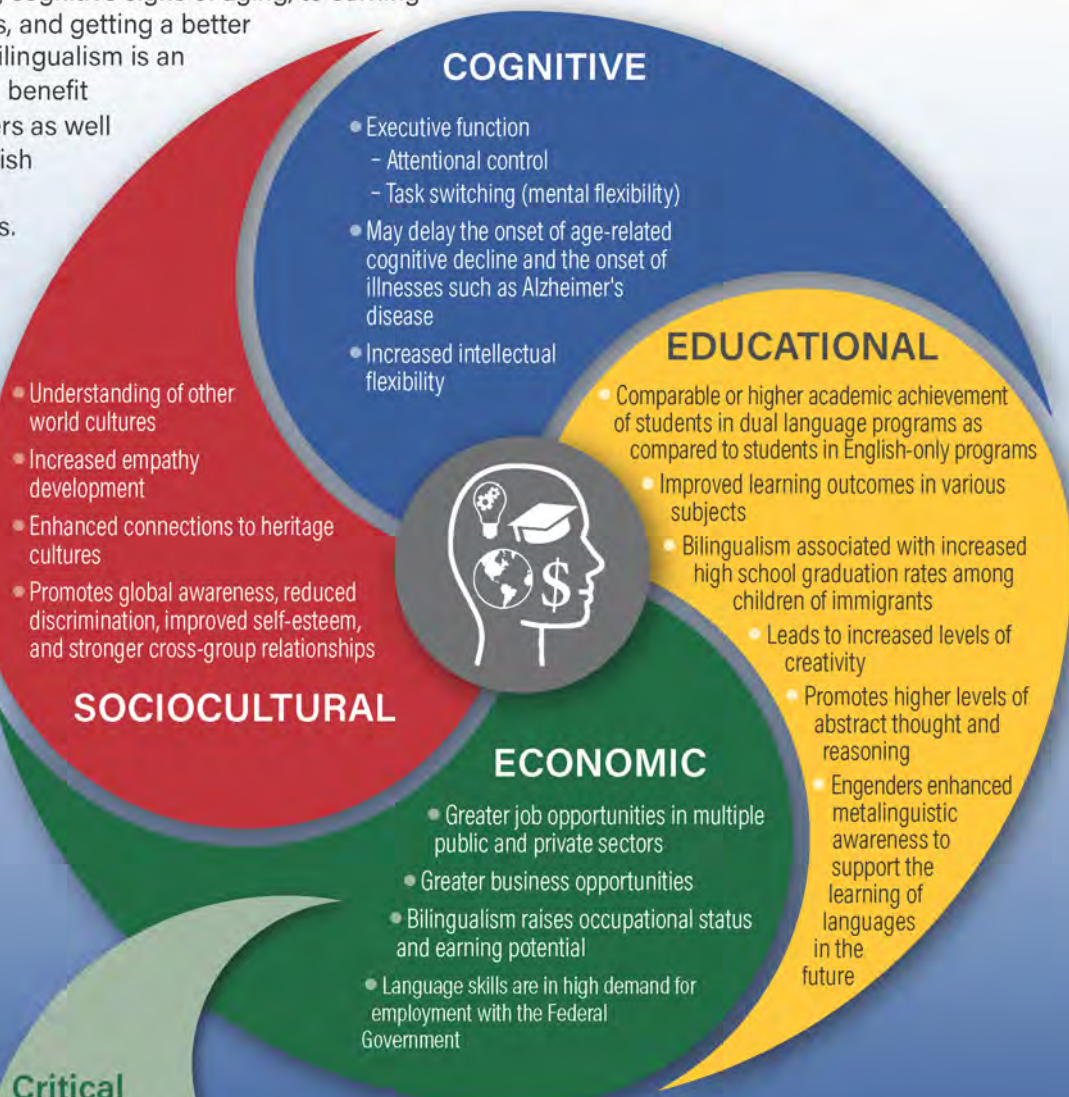 cognitive signs of aging, to earning
s, and getting a better
ilingualism is an
benefit
ers as well
ish
s.
COGNITIVE
• Executive function
– Attentional control
– Task switching (mental flexibility)
• May delay the onset of age-related
cognitive decline and the onset of
illnesses such as Alzheimer's
disease
• Increased intellectual
flexibility
EDUCATIONAL
• Comparable or higher academic achievement
of students in dual language programs as
compared to students in English-only programs
• Improved learning outcomes in various
subjects
• Bilingualism associated with increased
high school graduation rates among
children of immigrants
• Leads to increased levels of
creativity
• Promotes higher levels of
abstract thought and
reasoning
• Engenders enhanced
metalinguistic
awareness to
support the
learning of
languages
in the
future
• Understanding of other
world cultures
• Increased empathy
development
• Enhanced connections to heritage
cultures
• Promotes global awareness, reduced
discrimination, improved self-esteem,
and stronger cross-group relationships
SOCIOCULTURAL
$
ECONOMIC
• Greater job opportunities in multiple
public and private sectors
• Greater business opportunities
• Bilingualism raises occupational status
and earning potential
• Language skills are in high demand for
employment with the Federal
Government
Critical